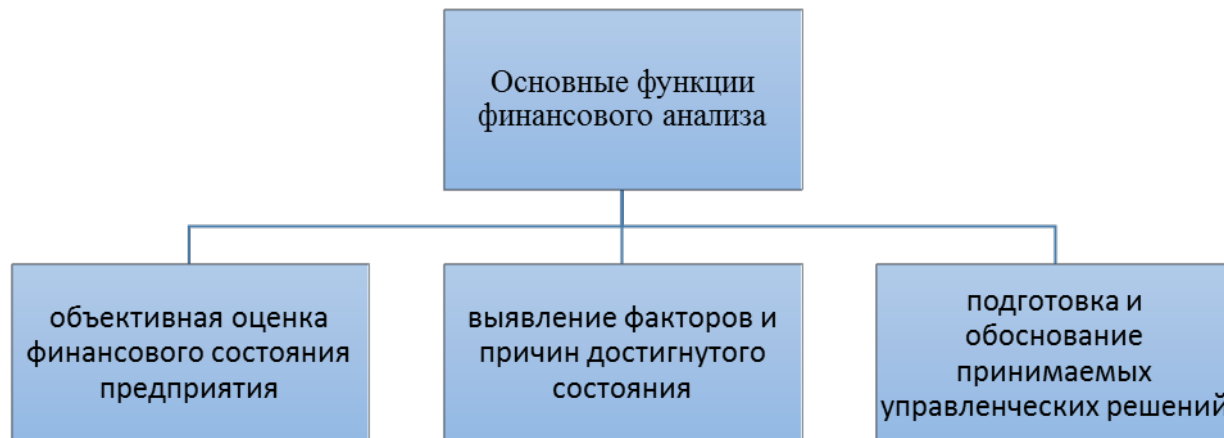 Основные функции
финансового анализа
объективная оценка
финансового состояния
предприятия
выявление факторов и
причин достигнутого
состояния
подготовка и
обоснование
принимаемых
управленческих решений